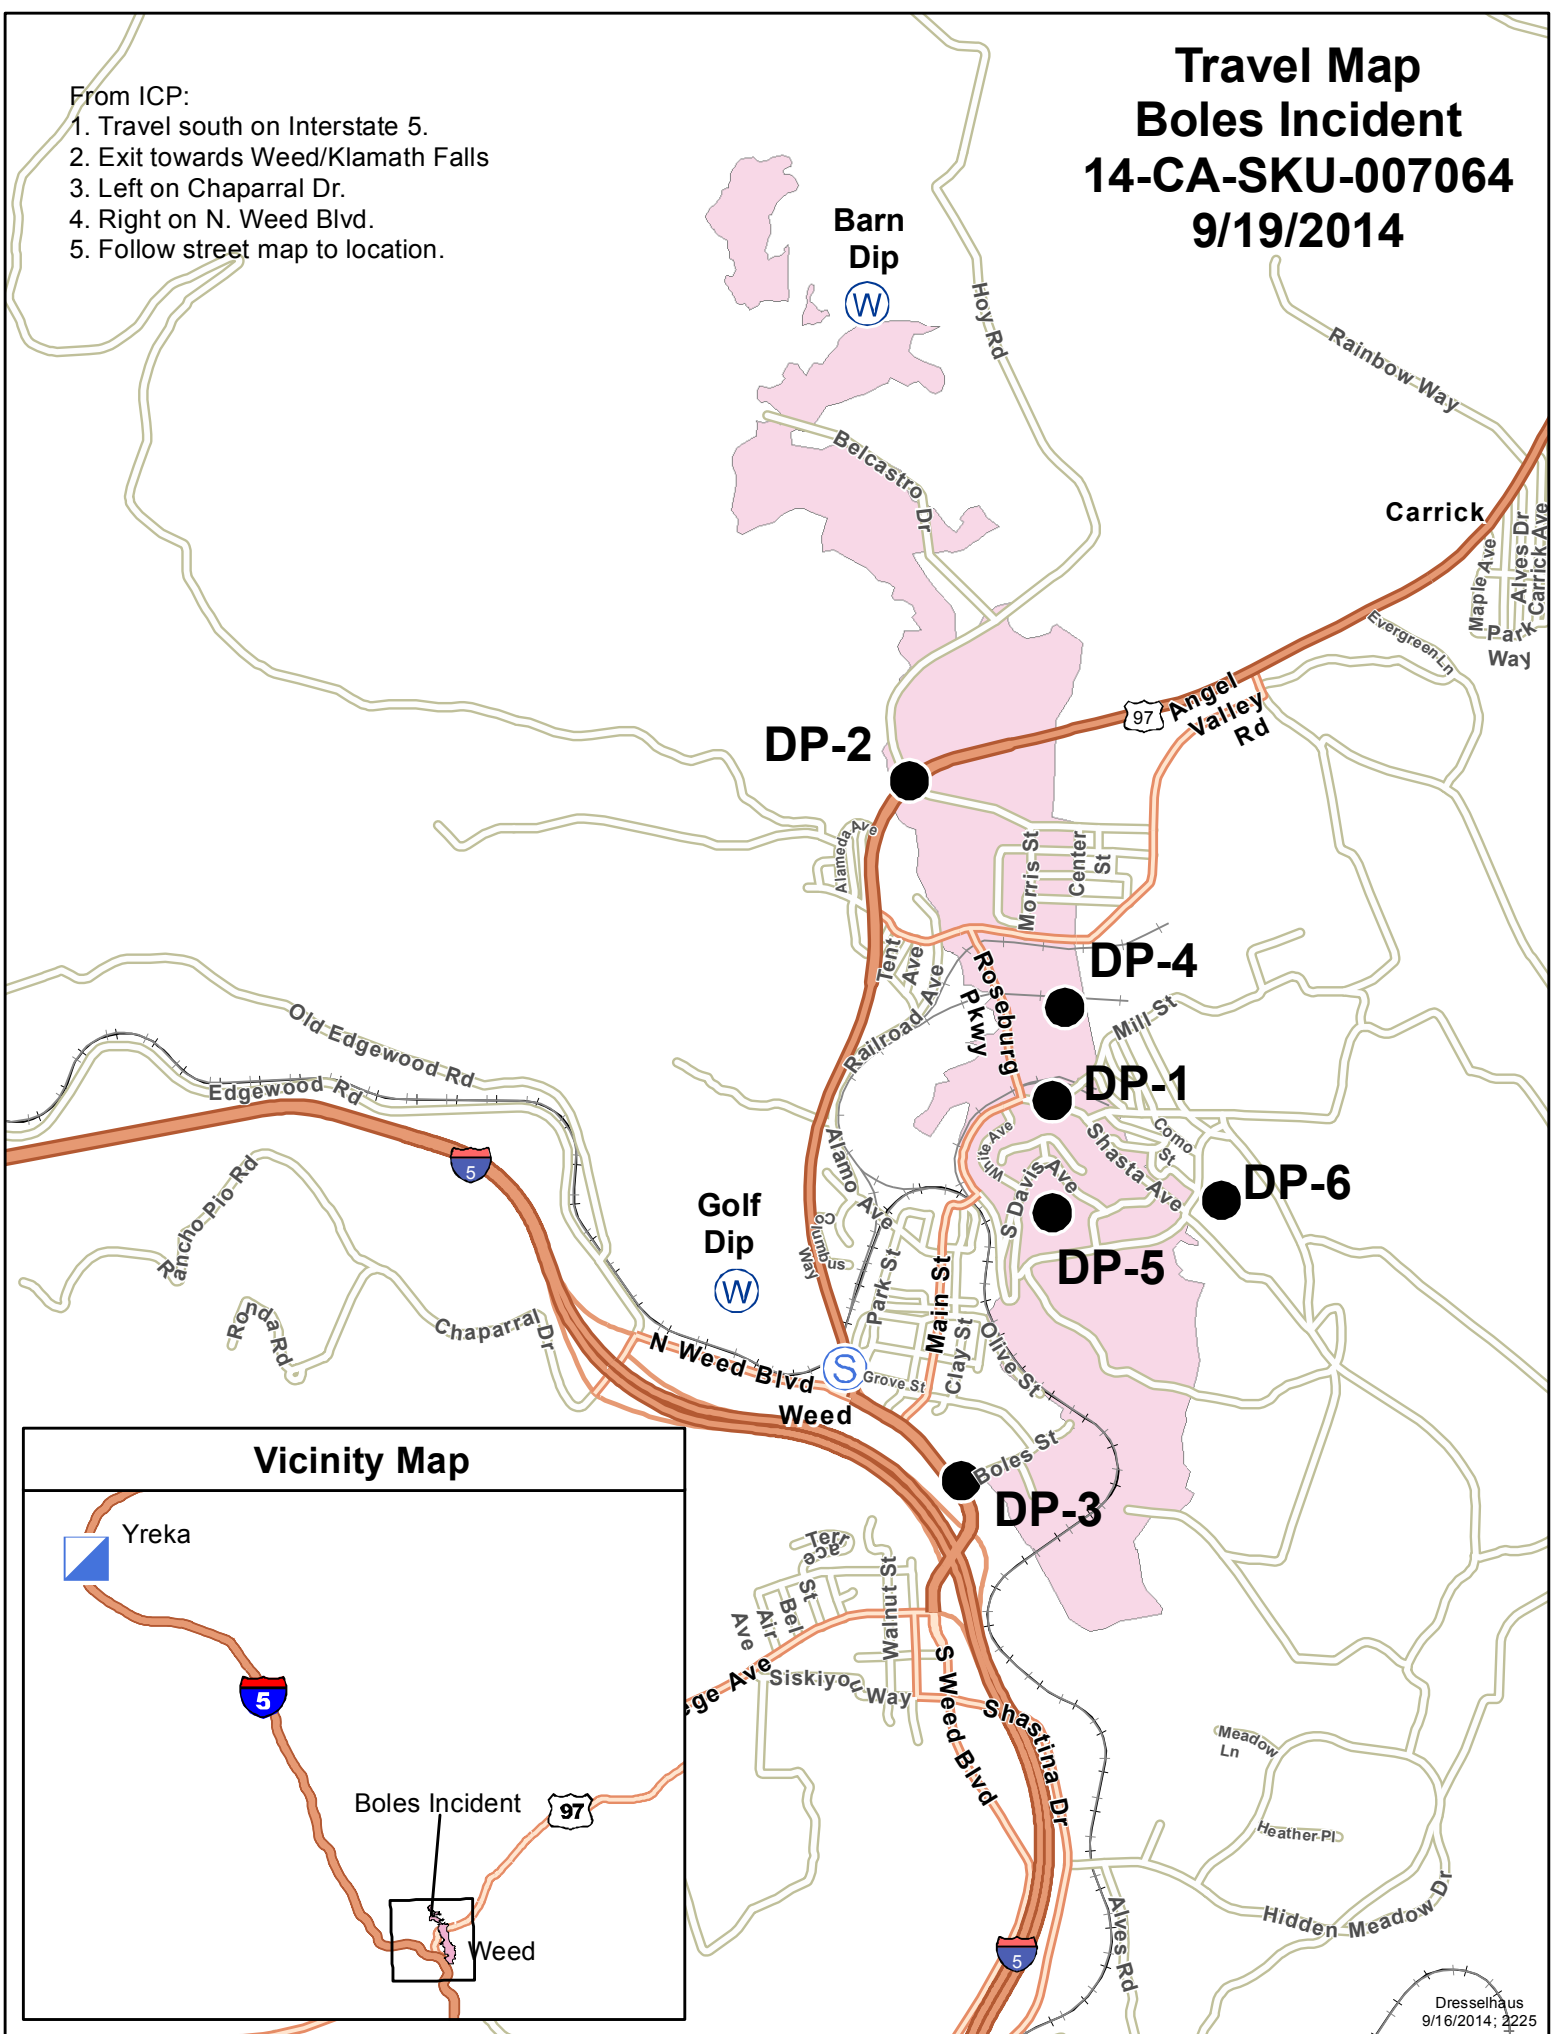 Travel Map
Boles Incident
14-CA-SKU-007064
9/19/2014
From ICP:
1. Travel south on Interstate 5.
2. Exit towards Weed/Klamath Falls
3. Left on Chaparral Dr.
4. Right on N. Weed Blvd.
5. Follow street map to location.
Barn
Dip
W
Hoy Rd
Rainbow Way
Belcastro Dr
Carrick
Maple Ave
Alves Dr
Carrick Ave
Park
Way
Evergreen Ln
97
Angel
Valley
Rd
DP-2
Alameda Ave
Morris St
Center
St
Tent
Ave
Railroad Ave
Roseburg
Pkwy
DP-4
Mill St
DP-1
Old Edgewood Rd
Edgewood Rd
5
Rancho Pio Rd
Ronda Rd
Chaparral Dr
Golf
Dip
W
Alamo Ave
Columbus
Way
Park St
White Ave
S Davis Ave
Shasta Ave
Como
St
DP-6
DP-5
Main St
Clay St
Olive St
N Weed Blvd
S
Grove St
Weed
Boles St
DP-3
Terrace
St
Bel
Air
Ave
Walnut St
Siskiyou Way
ege Ave
S Weed Blvd
Shastina Dr
Meadow
Ln
Heather Pl
Hidden Meadow Dr
Alves Rd
5
Vicinity Map
Yreka
5
Boles Incident
97
Weed
Dresselhaus
9/16/2014; 2225